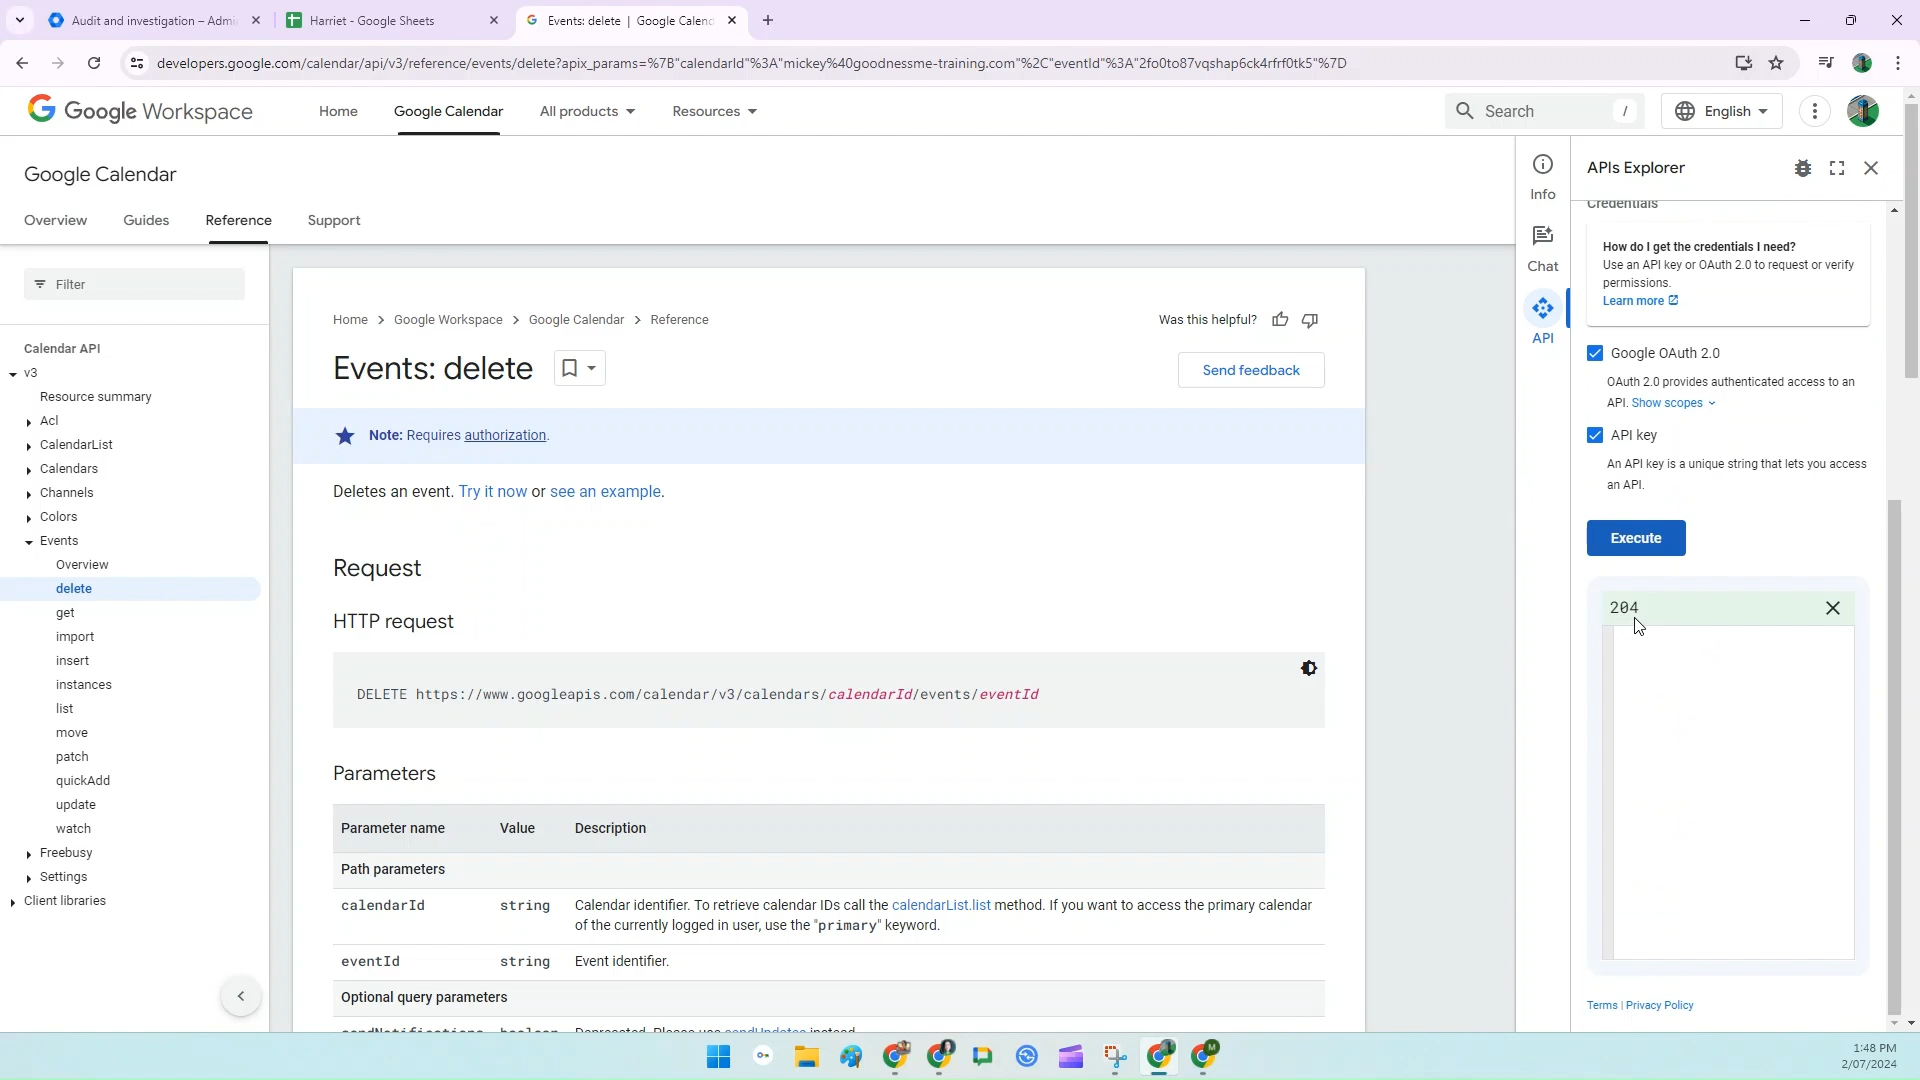 Audit and investigation – Admi
Harriet - Google Sheets
Events: delete | Google Calend
developers.google.com/calendar/api/v3/reference/events/delete?apix_params=%7B"calendarId"%3A"mickey%40goodnessme-training.com"%2C"eventId"%3A"2fo0to87vqshap6ck4rfrf0tk5"%7D
Google Workspace
Home
Google Calendar
All products
Resources
Search
/
English
Google Calendar
Overview
Guides
Reference
Support
Filter
Calendar API
v3
Resource summary
Acl
CalendarList
Calendars
Channels
Colors
Events
Overview
delete
get
import
insert
instances
list
move
patch
quickAdd
update
watch
Freebusy
Settings
Client libraries
Home > Google Workspace > Google Calendar > Reference
Was this helpful?
Events: delete
Send feedback
Note: Requires authorization.
Deletes an event. Try it now or see an example.
Request
HTTP request
DELETE https://www.googleapis.com/calendar/v3/calendars/calendarId/events/eventId
Parameters
Parameter name Value Description
Path parameters
calendarId string Calendar identifier. To retrieve calendar IDs call the calendarList.list method. If you want to access the primary calendar
of the currently logged in user, use the "primary" keyword.
eventId string Event identifier.
Optional query parameters
sendNotifications boolean Deprecated. Please use sendUpdates instead.
Info
Chat
API
APIs Explorer
Credentials
How do I get the credentials I need?
Use an API key or OAuth 2.0 to request or verify
permissions.
Learn more
Google OAuth 2.0
OAuth 2.0 provides authenticated access to an
API. Show scopes
API key
An API key is a unique string that lets you access
an API.
Execute
204
Terms | Privacy Policy
M
1:48 PM
2/07/2024